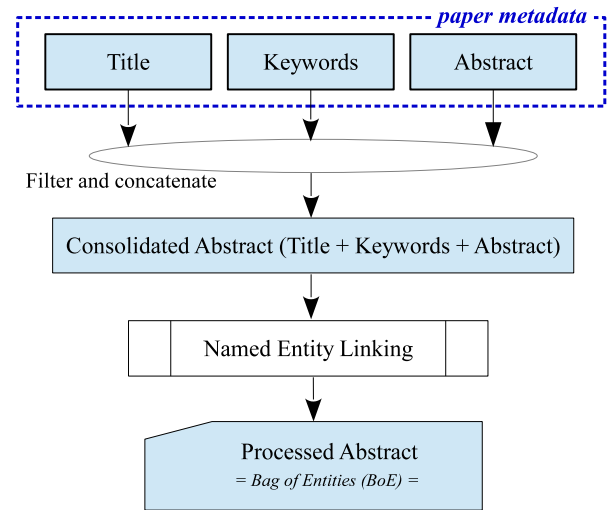 paper metadata
Title
Keywords
Abstract
Filter and concatenate
Consolidated Abstract (Title + Keywords + Abstract)
Named Entity Linking
Processed Abstract
= Bag of Entities (BoE) =